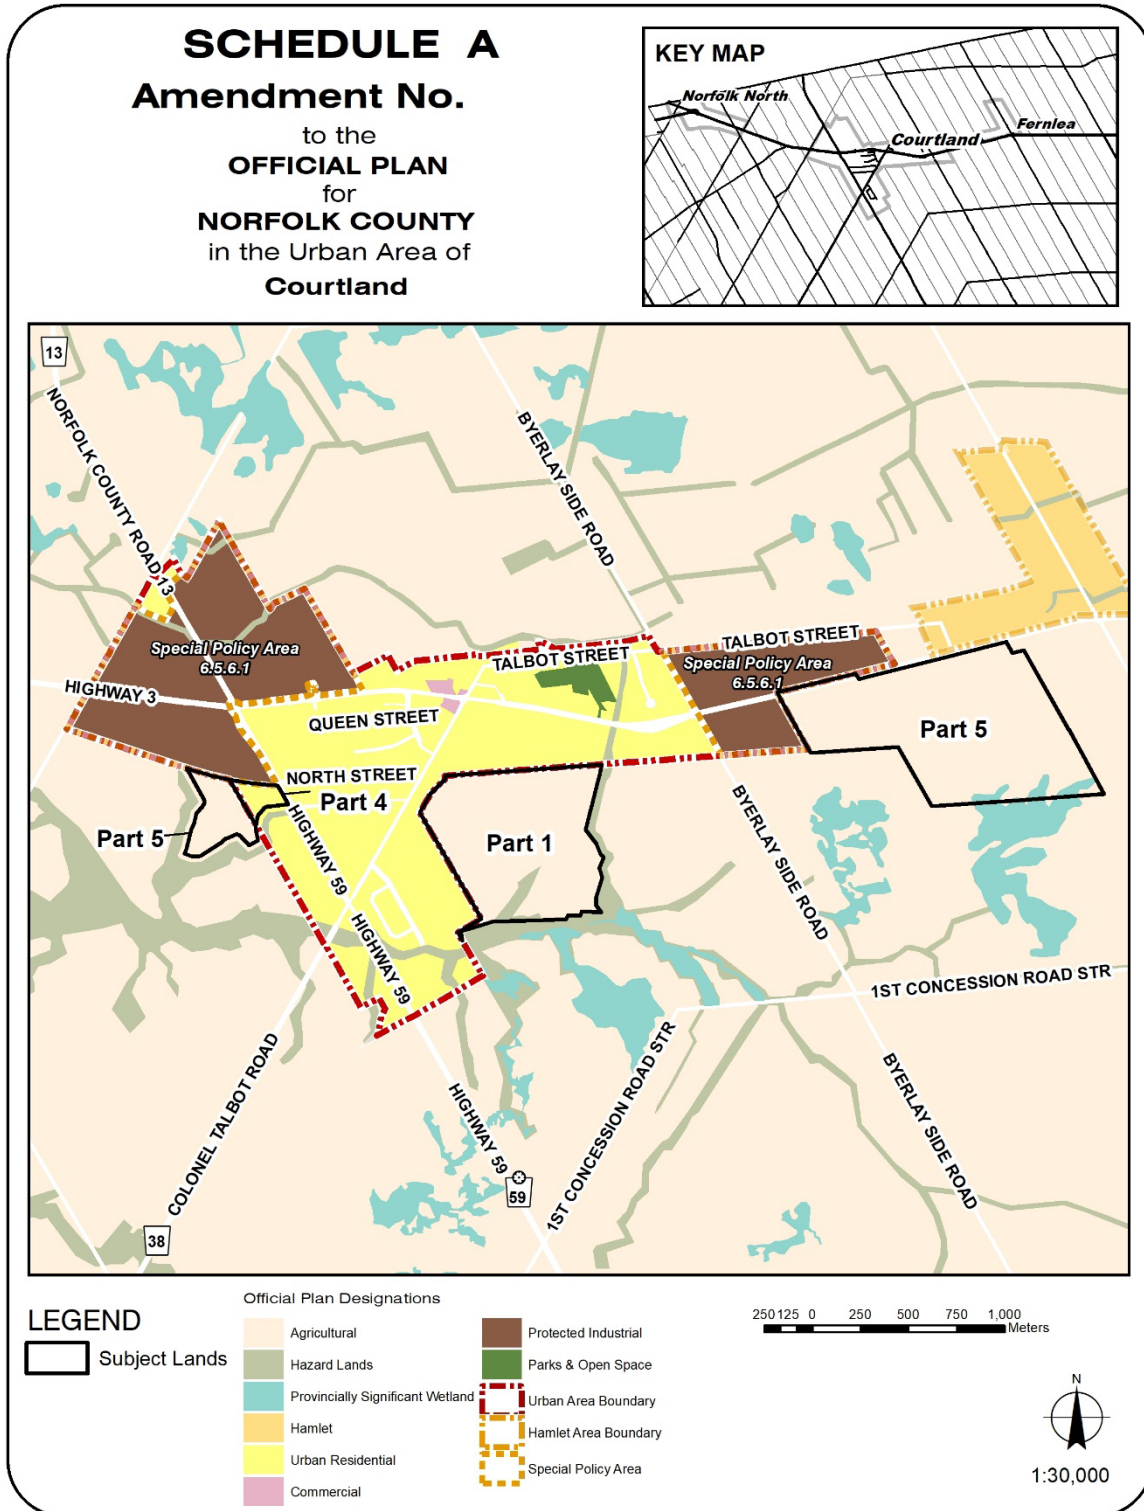 SCHEDULE A
Amendment No.
to the
OFFICIAL PLAN
for
NORFOLK COUNTY
in the Urban Area of
Courtland
KEY MAP
Norfolk North
Courtland
Fernlea
13
NORFOLK COUNTY ROAD 13
BYERLAY SIDE ROAD
Special Policy Area
6.5.6.1
HIGHWAY 3
TALBOT STREET
TALBOT STREET
Special Policy Area
6.5.6.1
QUEEN STREET
Part 5
NORTH STREET
Part 4
Part 5
Part 1
HIGHWAY 59
BYERLAY SIDE ROAD
HIGHWAY 59
1ST CONCESSION ROAD STR
COLONEL TALBOT ROAD
1ST CONCESSION ROAD STR
BYERLAY SIDE ROAD
HIGHWAY 59
59
38
LEGEND
Subject Lands
Official Plan Designations
Agricultural
Hazard Lands
Provincially Significant Wetland
Hamlet
Urban Residential
Commercial
Protected Industrial
Parks & Open Space
Urban Area Boundary
Hamlet Area Boundary
Special Policy Area
250 125 0 250 500 750 1,000
Meters
N
1:30,000